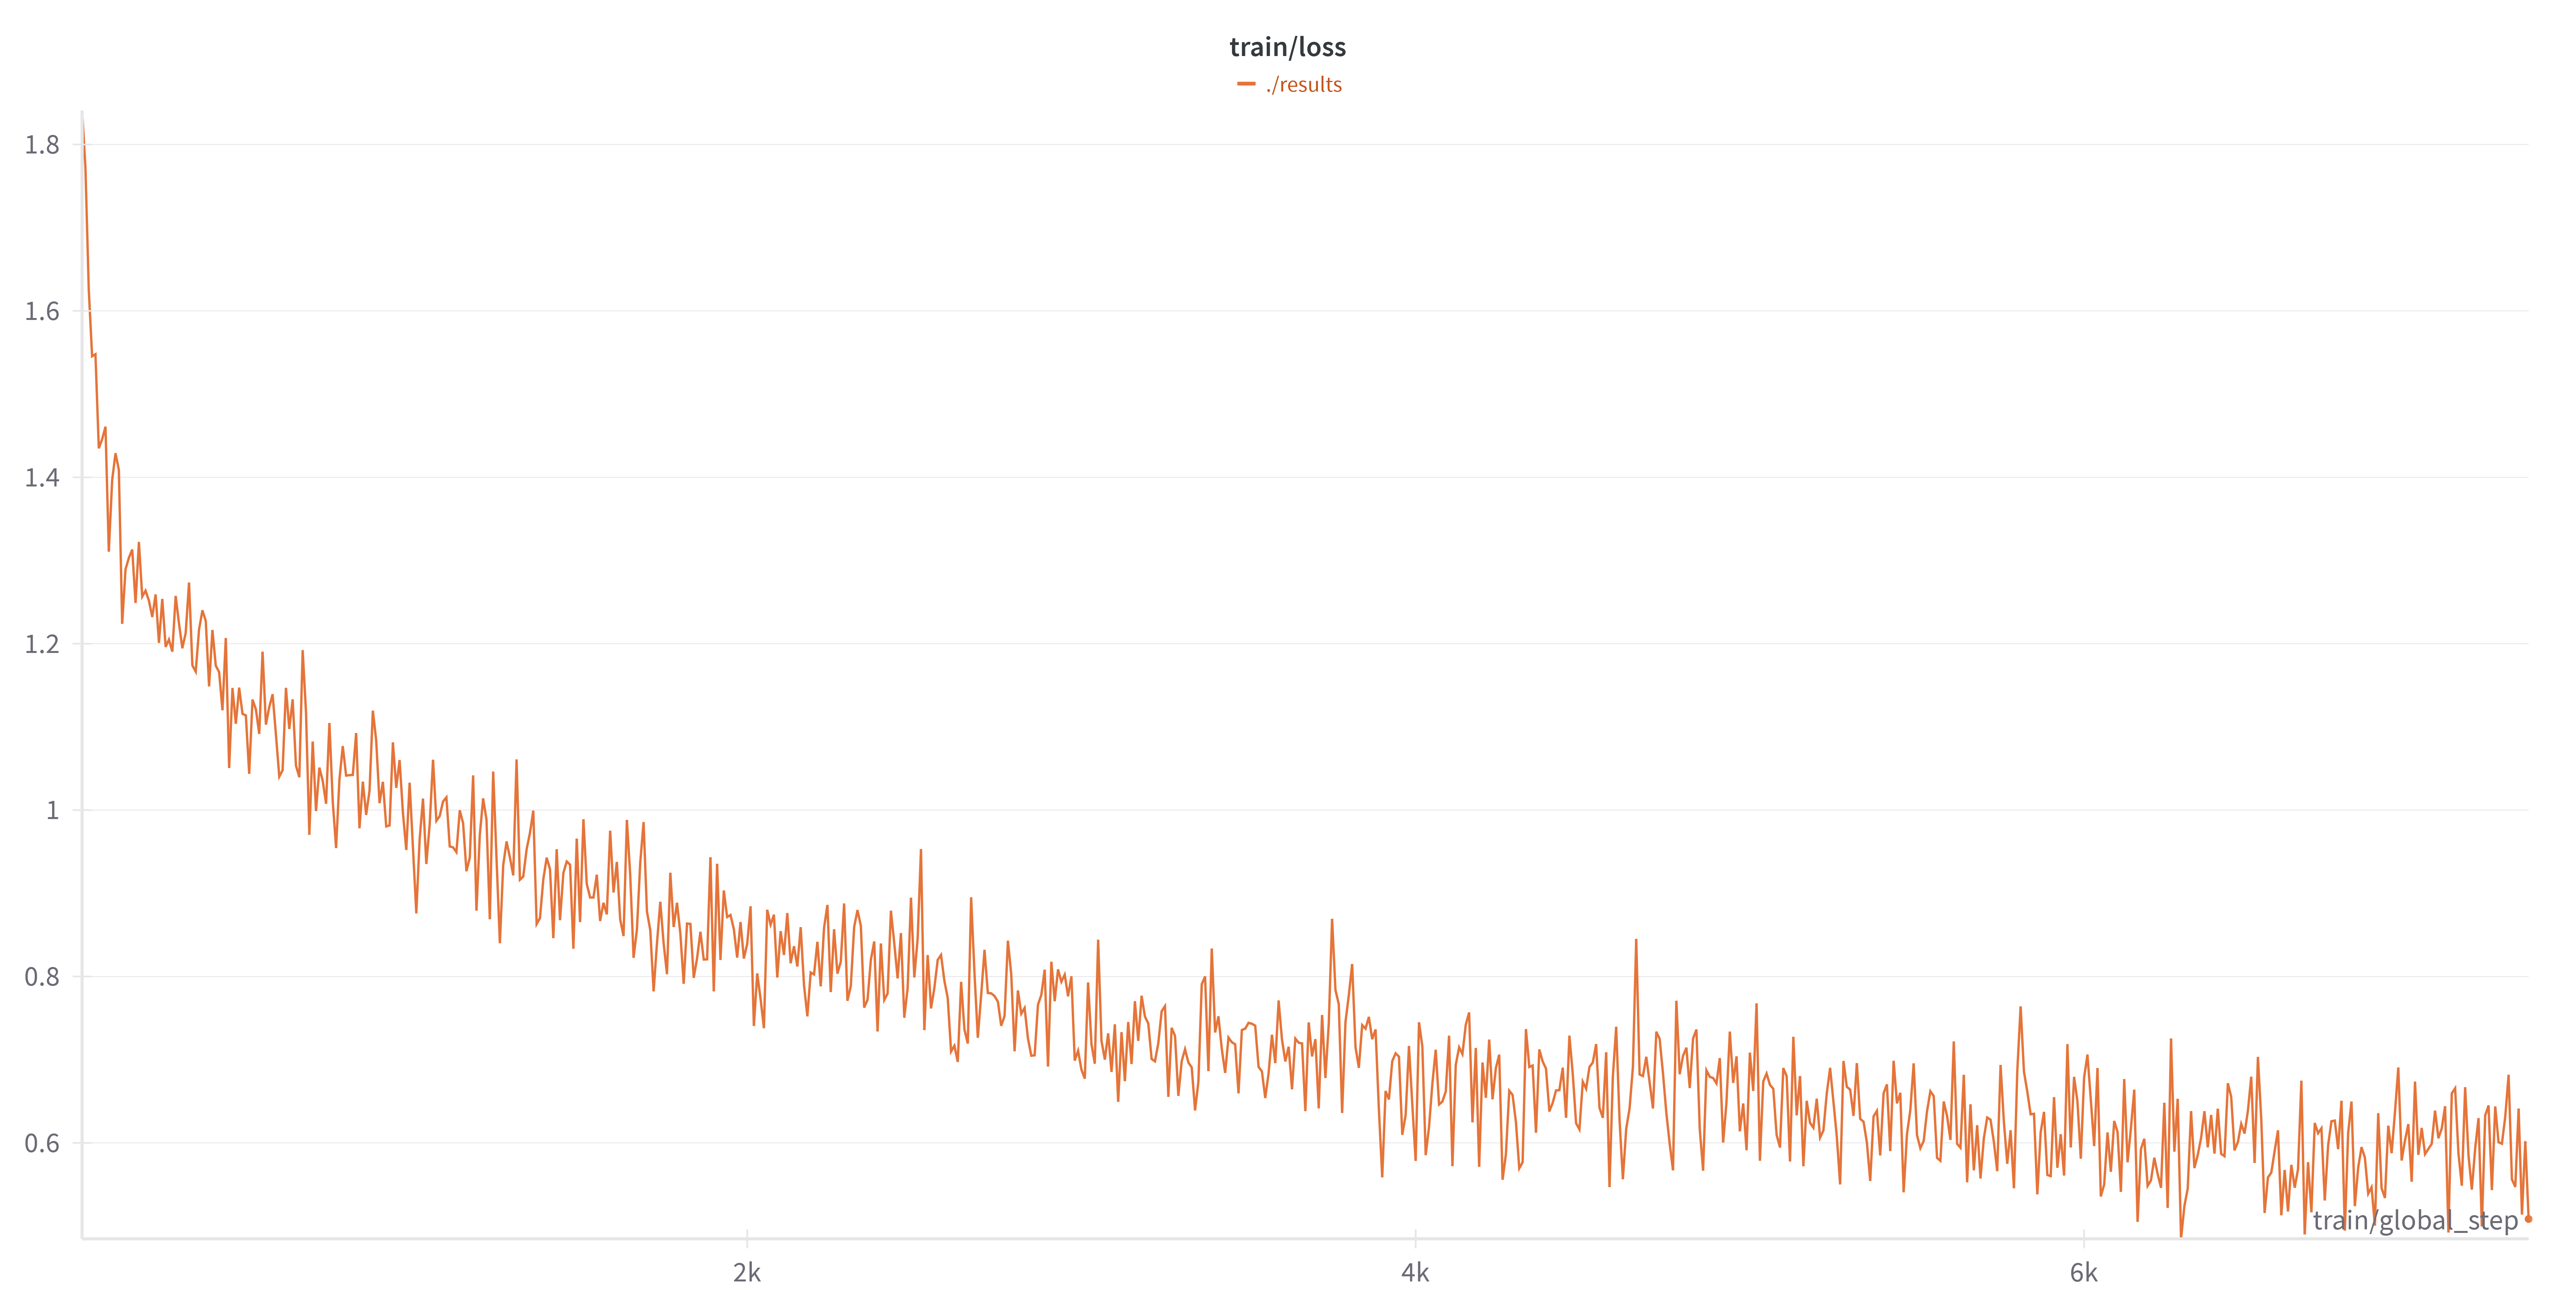 train/loss
./results
1.8
1.6
1.4
1.2
1
0.8
0.6
train/global_step
2k
4k
6k